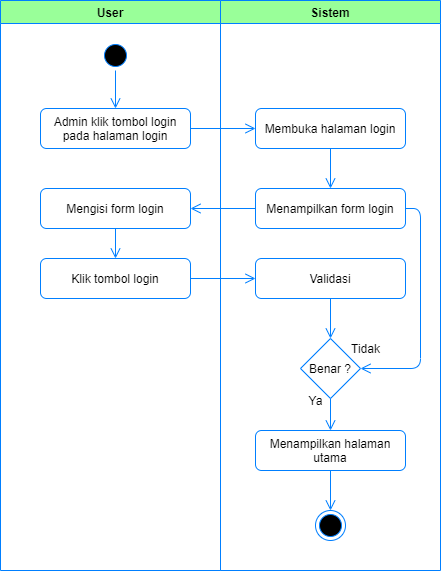 User
Sistem
Admin klik tombol login
pada halaman login
Membuka halaman login
Mengisi form login
Menampilkan form login
Klik tombol login
Validasi
Tidak
Benar ?
Ya
Menampilkan halaman
utama